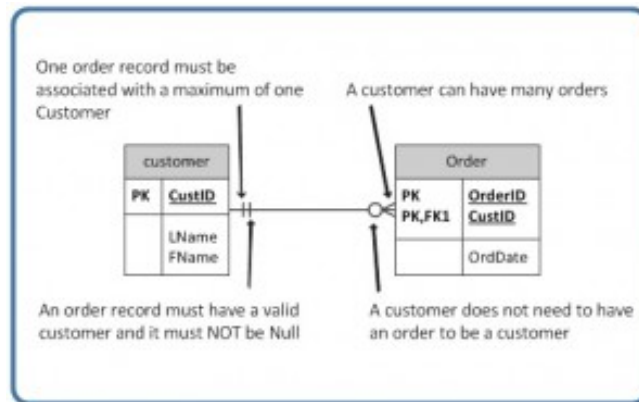 One order record must be
associated with a maximum of one
Customer
A customer can have many orders
customer
PK CustID
LName
FName
Order
PK OrderID
PK,FK1 CustID
OrdDate
An order record must have a valid
customer and it must NOT be Null
A customer does not need to have
an order to be a customer